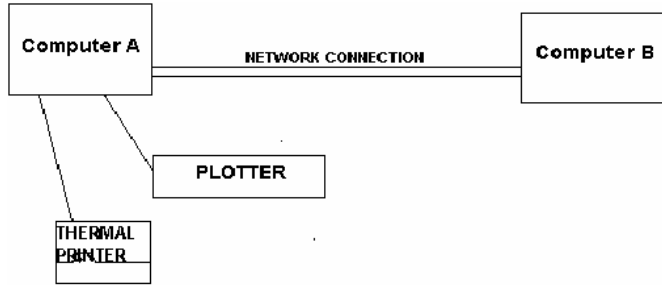 Computer A
NETWORK CONNECTION
Computer B
PLOTTER
THERMAL
PRINTER